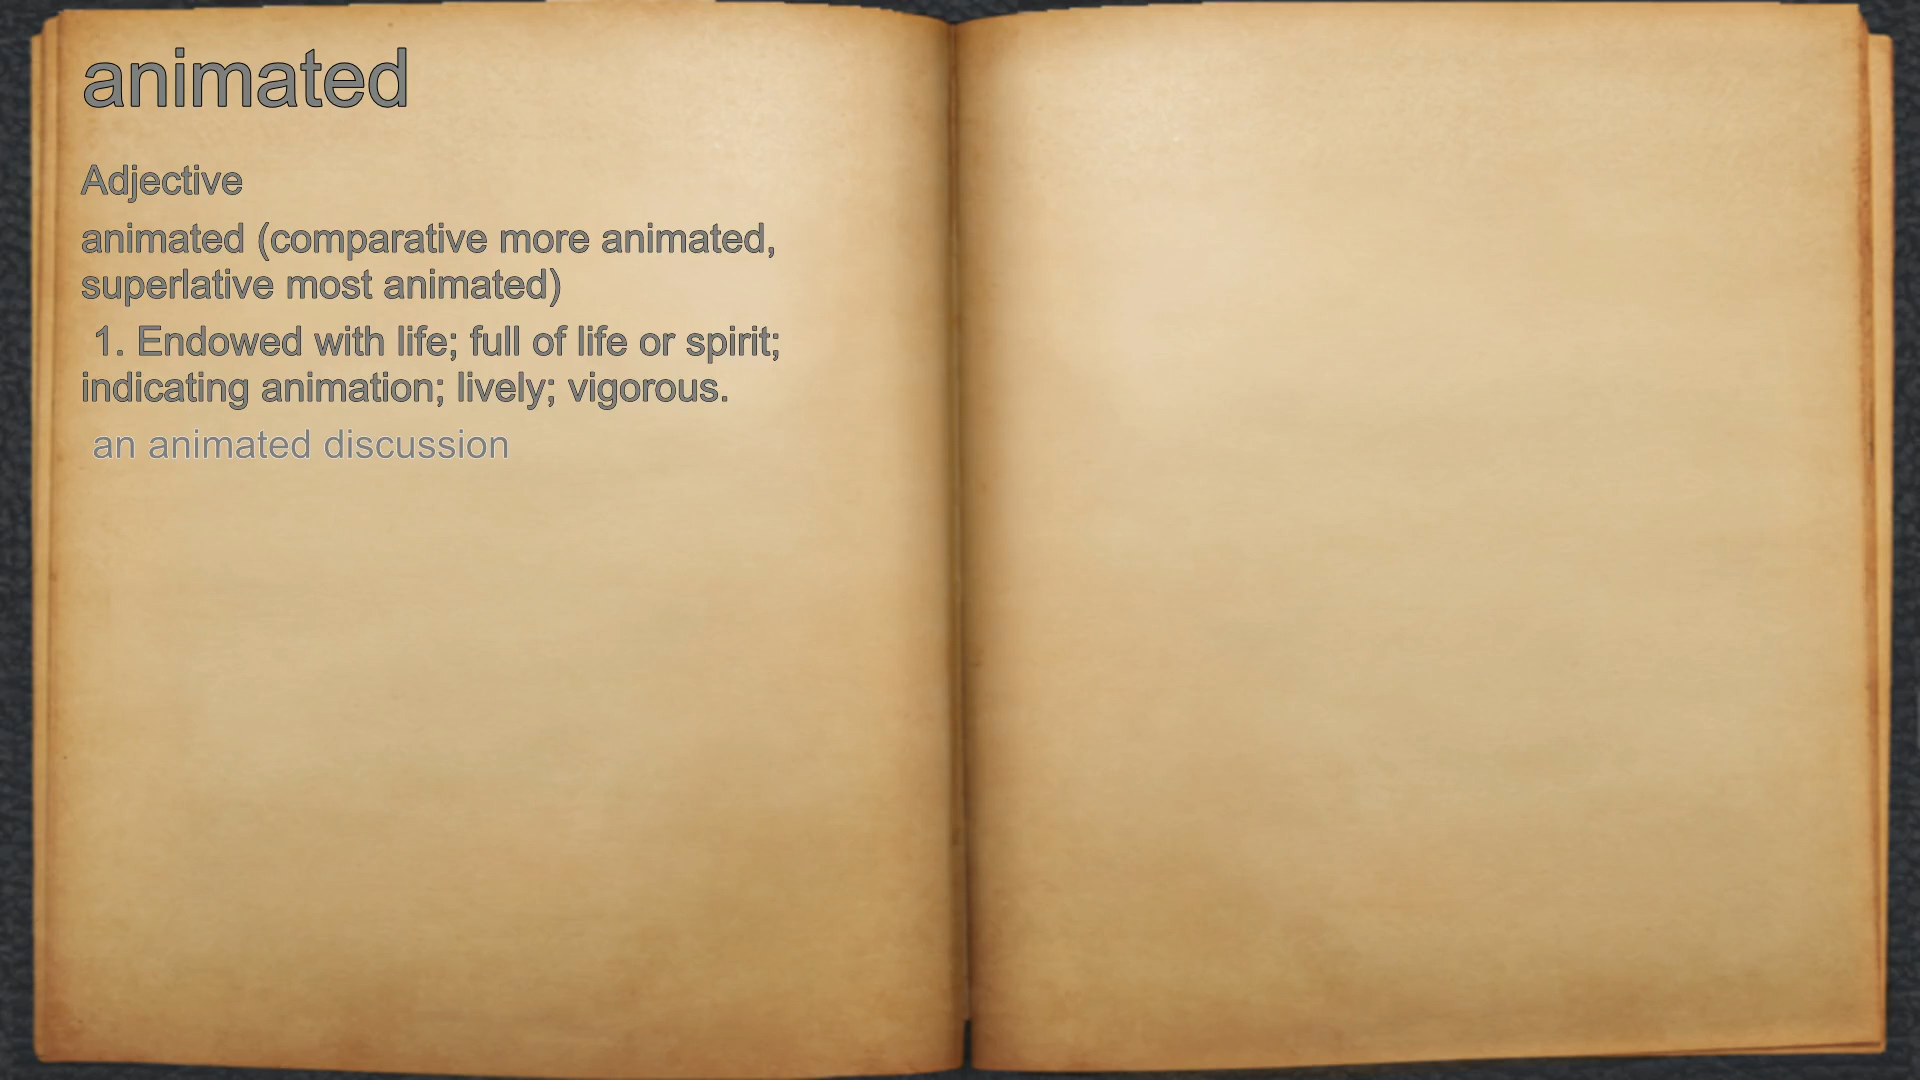 animated
Adjective
animated (comparative more animated,
superlative most animated)
1. Endowed with life; full of life or spirit;
indicating animation; lively; vigorous.
an animated discussion